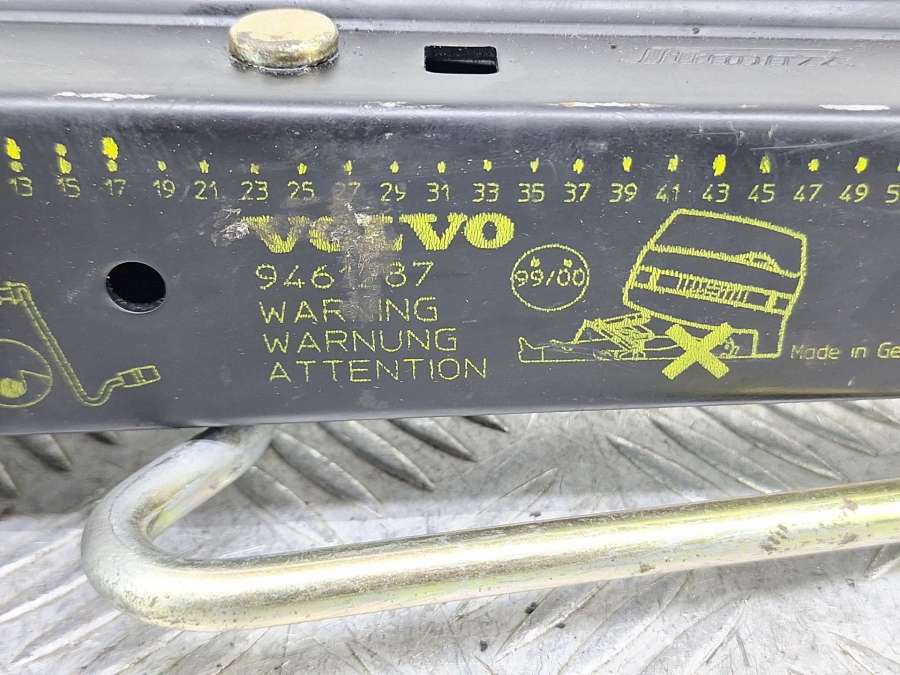 13 15 17 19 21 23 25 27 29 31 33 35 37 39 41 43 45 47 49
VOLVO
99/00
WARNING
WARNUNG
ATTENTION
Made in Ge